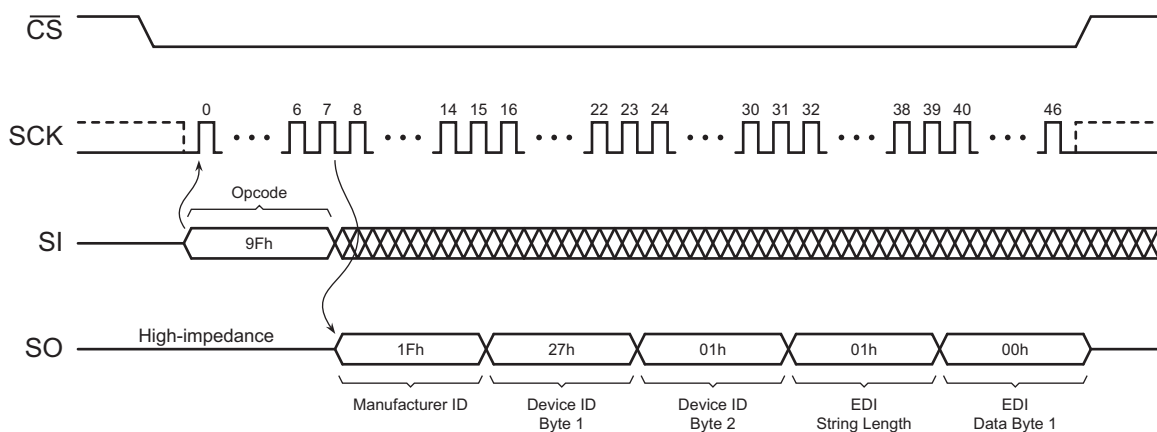 CS
0 6 7 8 14 15 16 22 23 24 30 31 32 38 39 40 46
SCK
Opcode
SI 9Fh
High-impedance
SO 1Fh 27h 01h 01h 00h
Manufacturer ID Device ID Device ID EDI EDI
Byte 1 Byte 2 String Length Data Byte 1